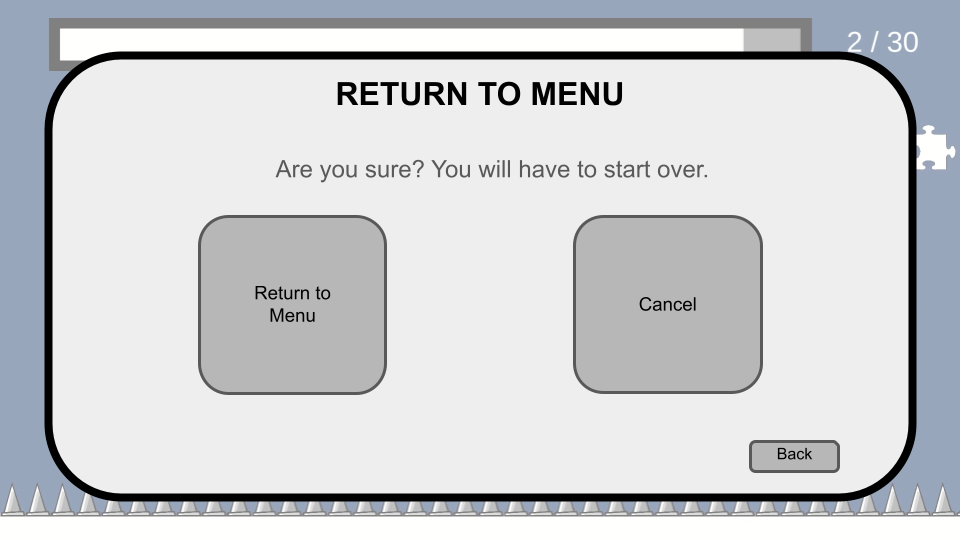 2 / 30
RETURN TO MENU
Are you sure? You will have to start over.
Return to
Menu
Cancel
Back